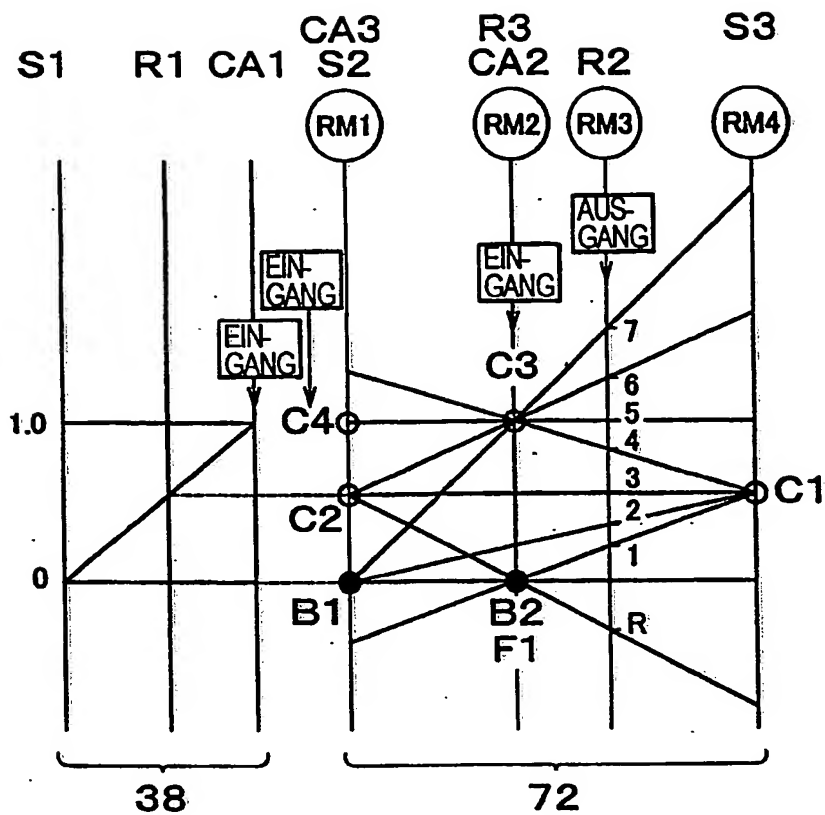 CA3 R3 S3
S1 R1 CA1 S2 CA2 R2
RM1 RM2 RM3 RM4
AUS-
GANG
EIN-
GANG
EIN-
GANG
EIN-
GANG
7
C3
6
1.0 C4 5
4
3
C2 C1
2
1
0
B1 B2
F1
R
38 72